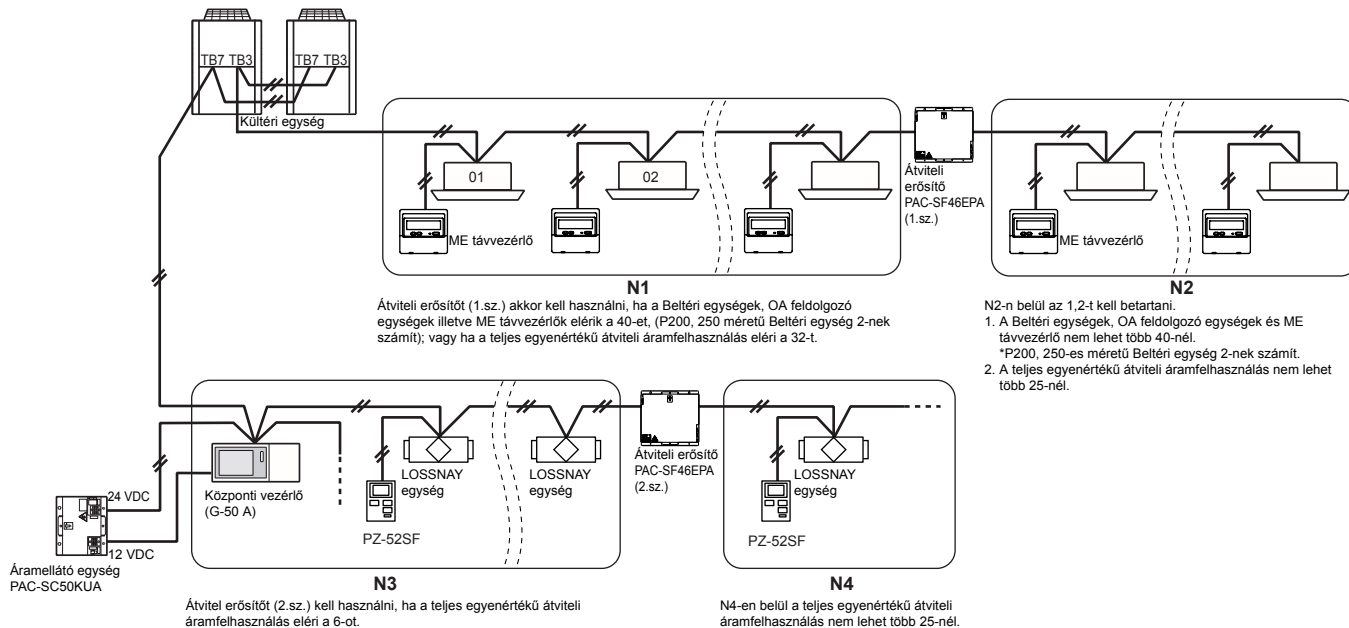 TB7 TB3
TB7 TB3
Kültéri egység
01
02
ME távvezérlő
Átviteli
erősítő
PAC-SF46EPA
(1.sz.)
ME távvezérlő
N1
Átviteli erősítőt (1.sz.) akkor kell használni, ha a Beltéri egységek, OA feldolgozó
egységek illetve ME távvezérlők elérik a 40-et, (P200, 250 méretű Beltéri egység 2-nek
számít); vagy ha a teljes egyenértékű átviteli áramfelhasználás eléri a 32-t.
N2
N2-n belül az 1,2-t kell betartani.
1. A Beltéri egységek, OA feldolgozó egységek és ME
távvezérlő nem lehet több 40-nél.
*P200, 250-es méretű Beltéri egység 2-nek számít.
2. A teljes egyenértékű átviteli áramfelhasználás nem lehet
több 25-nél.
24 VDC
12 VDC
Áramellátó egység
PAC-SC50KUA
Központi vezérlő
(G-50 A)
PZ-52SF
LOSSNAY
egység
LOSSNAY
egység
Átviteli erősítő
PAC-SF46EPA
(2.sz.)
PZ-52SF
LOSSNAY
egység
N3
Átvitel erősítőt (2.sz.) kell használni, ha a teljes egyenértékű átviteli
áramfelhasználás eléri a 6-ot.
N4
N4-en belül a teljes egyenértékű átviteli
áramfelhasználás nem lehet több 25-nél.